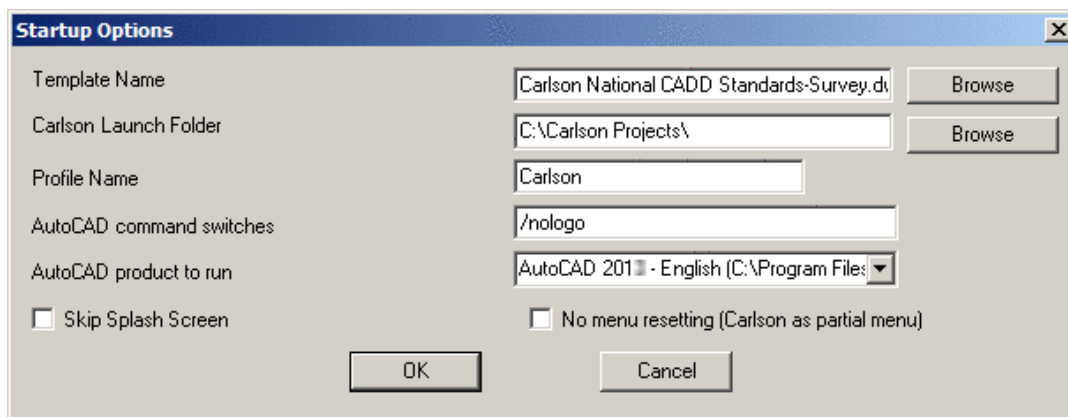 Startup Options
Template Name
Carlson National CADD Standards-Survey.d
Browse
Carlson Launch Folder
C:\Carlson Projects\
Browse
Profile Name
Carlson
AutoCAD command switches
/nologo
AutoCAD product to run
AutoCAD - English (C:\Program Files
Skip Splash Screen
No menu resetting (Carlson as partial menu)
OK
Cancel